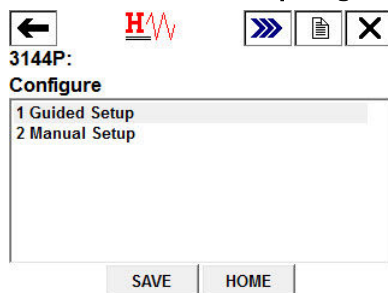 H
3144P:
Configure
1 Guided Setup
2 Manual Setup
SAVE HOME